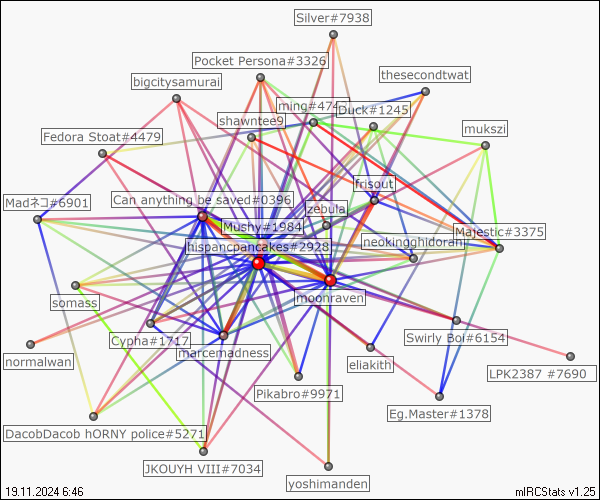 Silver#7938
Pocket Persona#3326
thesecondtwat
bigcitysamurai
ming#474
Duck#1245
shawntee9
mukszi
Fedora Stoat#4479
frisout
Madネコ#6901
Can anything be saved#0396
zebula
Mushy#1984
Majestic#3375
neokingghidorah
hispancpancakes#2928
moonraven
somass
Cypha#1717
Swirly Boi#6154
marcemadness
normalwan
eliakith
LPK2387 #7690
Pikabro#9971
Eg.Master#1378
DacobDacob hORNY police#5271
JKOUYH VIII#7034
yoshimanden
19.11.2024 6:46
mIRCStats v1.25